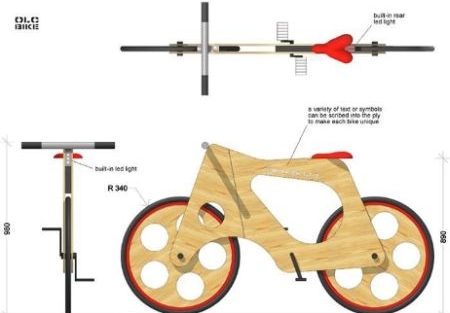 OLC
BIKE
built-in rear
led light
a variety of text or symbols
can be scribed into the ply
to make each bike unique
built-in led light
R 340
980
890